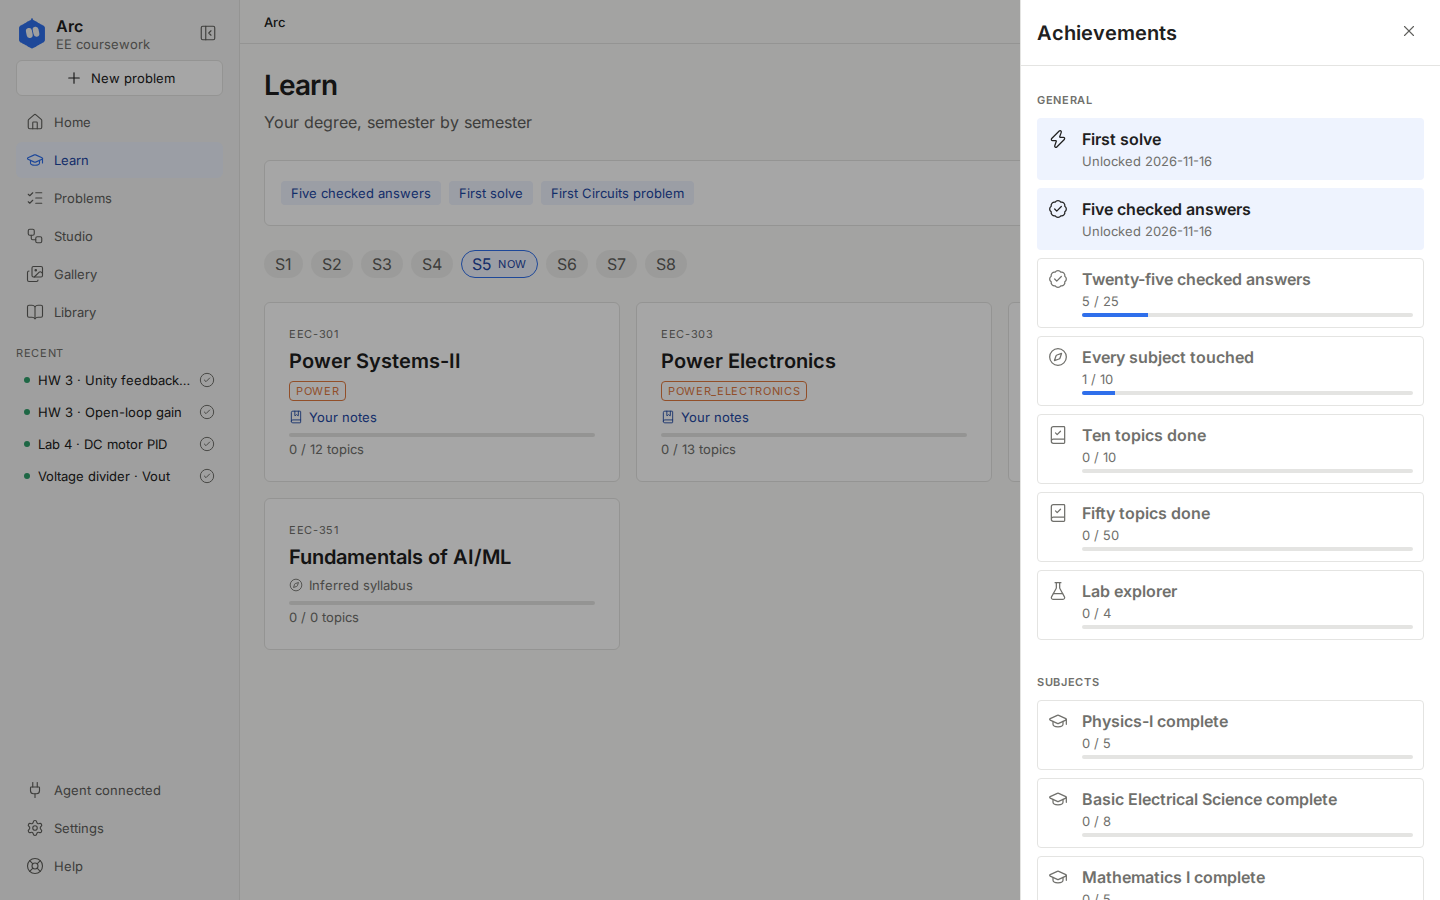 Arc
EE coursework
New problem
Home
Learn
Problems
Studio
Gallery
Library
RECENT
HW 3 · Unity feedback...
HW 3 · Open-loop gain
Lab 4 · DC motor PID
Voltage divider · Vout
Agent connected
Settings
Help
Arc
Learn
Your degree, semester by semester
Five checked answers
First solve
First Circuits problem
S1
S2
S3
S4
S5 NOW
S6
S7
S8
EEC-301
Power Systems-II
POWER
Your notes
0 / 12 topics
EEC-303
Power Electronics
POWER_ELECTRONICS
Your notes
0 / 13 topics
EEC-351
Fundamentals of AI/ML
Inferred syllabus
0 / 0 topics
Achievements
GENERAL
First solve
Unlocked 2026-11-16
Five checked answers
Unlocked 2026-11-16
Twenty-five checked answers
5 / 25
Every subject touched
1 / 10
Ten topics done
0 / 10
Fifty topics done
0 / 50
Lab explorer
0 / 4
SUBJECTS
Physics-I complete
0 / 5
Basic Electrical Science complete
0 / 8
Mathematics I complete
0 / 5